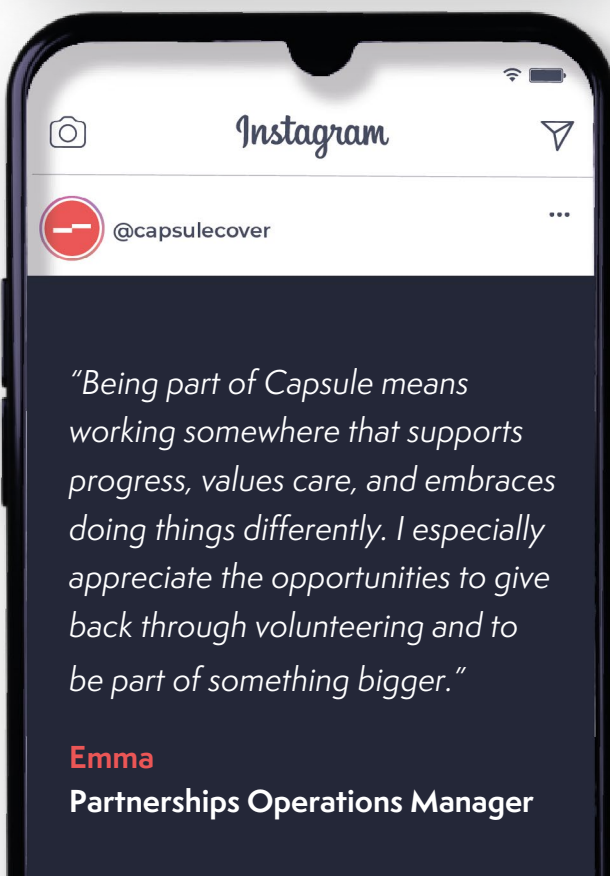 Instagram
@capsulecover
“Being part of Capsule means
working somewhere that supports
progress, values care, and embraces
doing things differently. I especially
appreciate the opportunities to give
back through volunteering and to
be part of something bigger.”
Emma
Partnerships Operations Manager